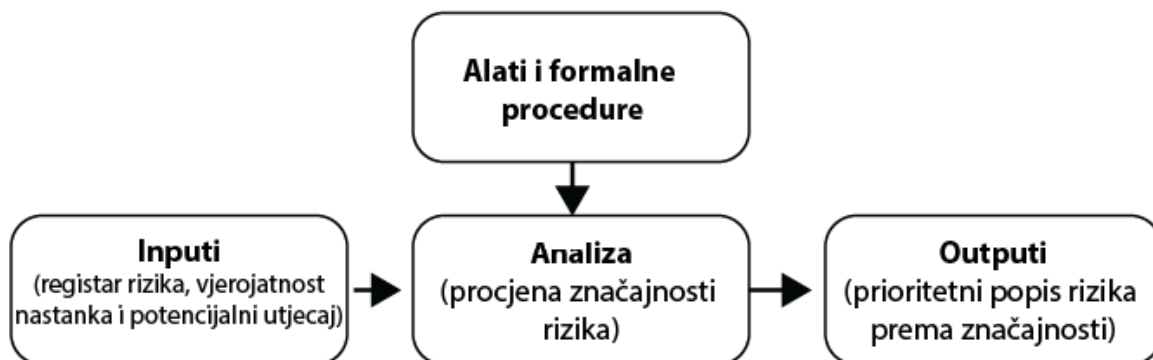 Alati i formalne
procedure
Inputi
(registar rizika, vjerojatnost
nastanka i potencijalni utjecaj)
Analiza
(procjena značajnosti
rizika)
Outputi
(prioritetni popis rizika
prema značajnosti)